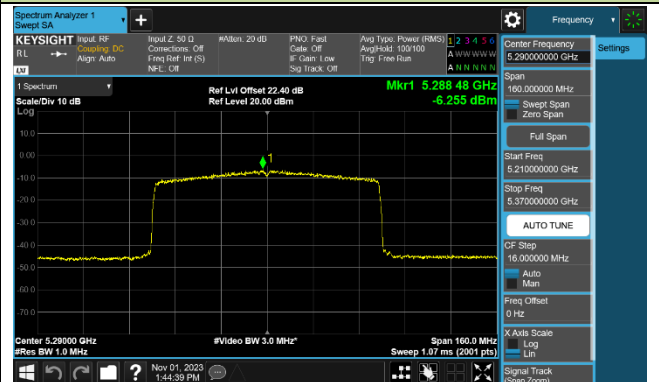 Spectrum Analyzer 1
Swept SA
Frequency
KEYSIGHT
RL
LXI
Input: RF
Coupling: DC
Align: Auto
Input Z: 50 Ω
Corrections: Off
Freq Ref: Int (S)
NFE: Off
#Atten: 20 dB
PNO: Fast
Gate: Off
IF Gain: Low
Sig Track: Off
Avg Type: Power (RMS)
Avg|Hold: 100/100
Trig: Free Run
1 2 3 4 5 6
A W W W W W
A N N N N N
1 Spectrum
Scale/Div 10 dB
Log
Ref Lvl Offset 22.40 dB
Ref Level 20.00 dBm
Mkr1 5.288 48 GHz
-6.255 dBm
1
10.0
0.00
-10.0
-20.0
-30.0
-40.0
-50.0
-60.0
-70.0
Center 5.29000 GHz
#Res BW 1.0 MHz
#Video BW 3.0 MHz*
Span 160.0 MHz
Sweep 1.07 ms (2001 pts)
Nov 01, 2023
1:44:39 PM
?
Center Frequency
5.290000000 GHz
Settings
Span
160.000000 MHz
Swept Span
Zero Span
Full Span
Start Freq
5.210000000 GHz
Stop Freq
5.370000000 GHz
AUTO TUNE
CF Step
16.000000 MHz
Auto
Man
Freq Offset
0 Hz
X Axis Scale
Log
Lin
Signal Track
(Span Zoom)